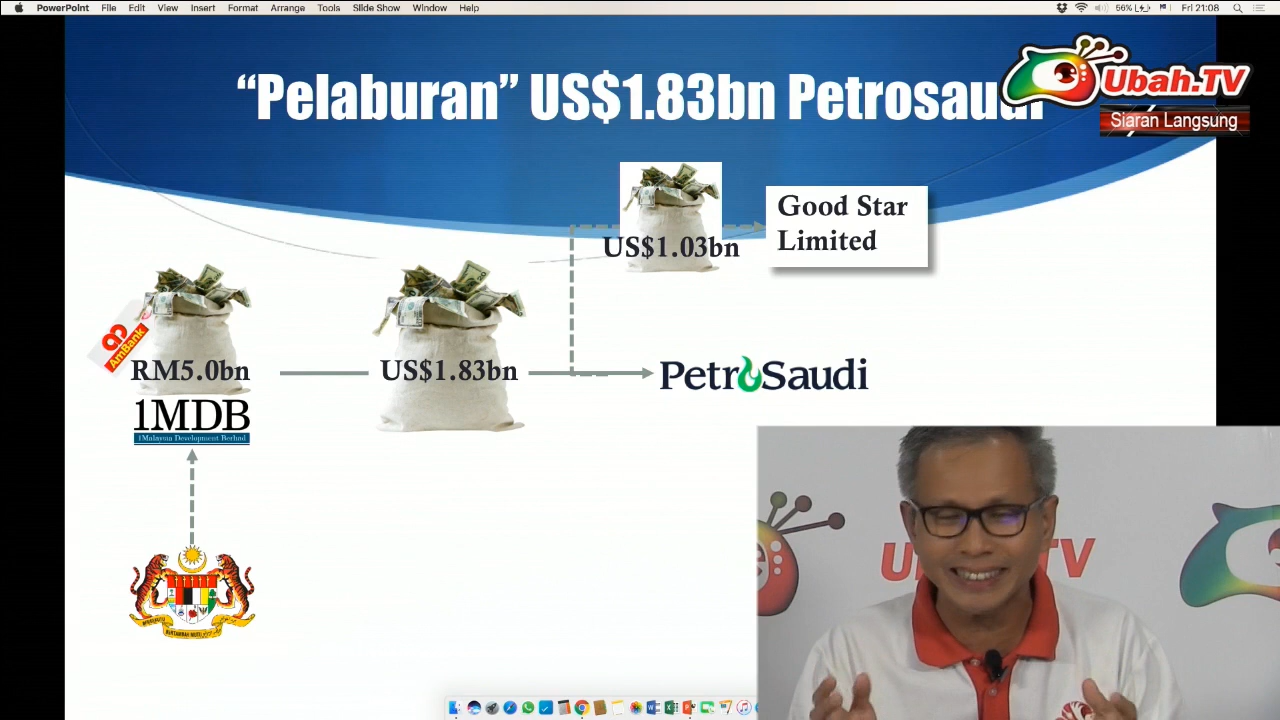 PowerPoint File Edit View Insert Format Arrange Tools Slide Show Window Help 56% Fri 21:08
“Pelaburan” US$1.83bn Petrosaudi
Ubah.TV
Siaran Langsung
US$1.03bn
Good Star
Limited
AmBank
RM5.0bn
US$1.83bn
PetroSaudi
1MDB
1Malaysia Development Berhad